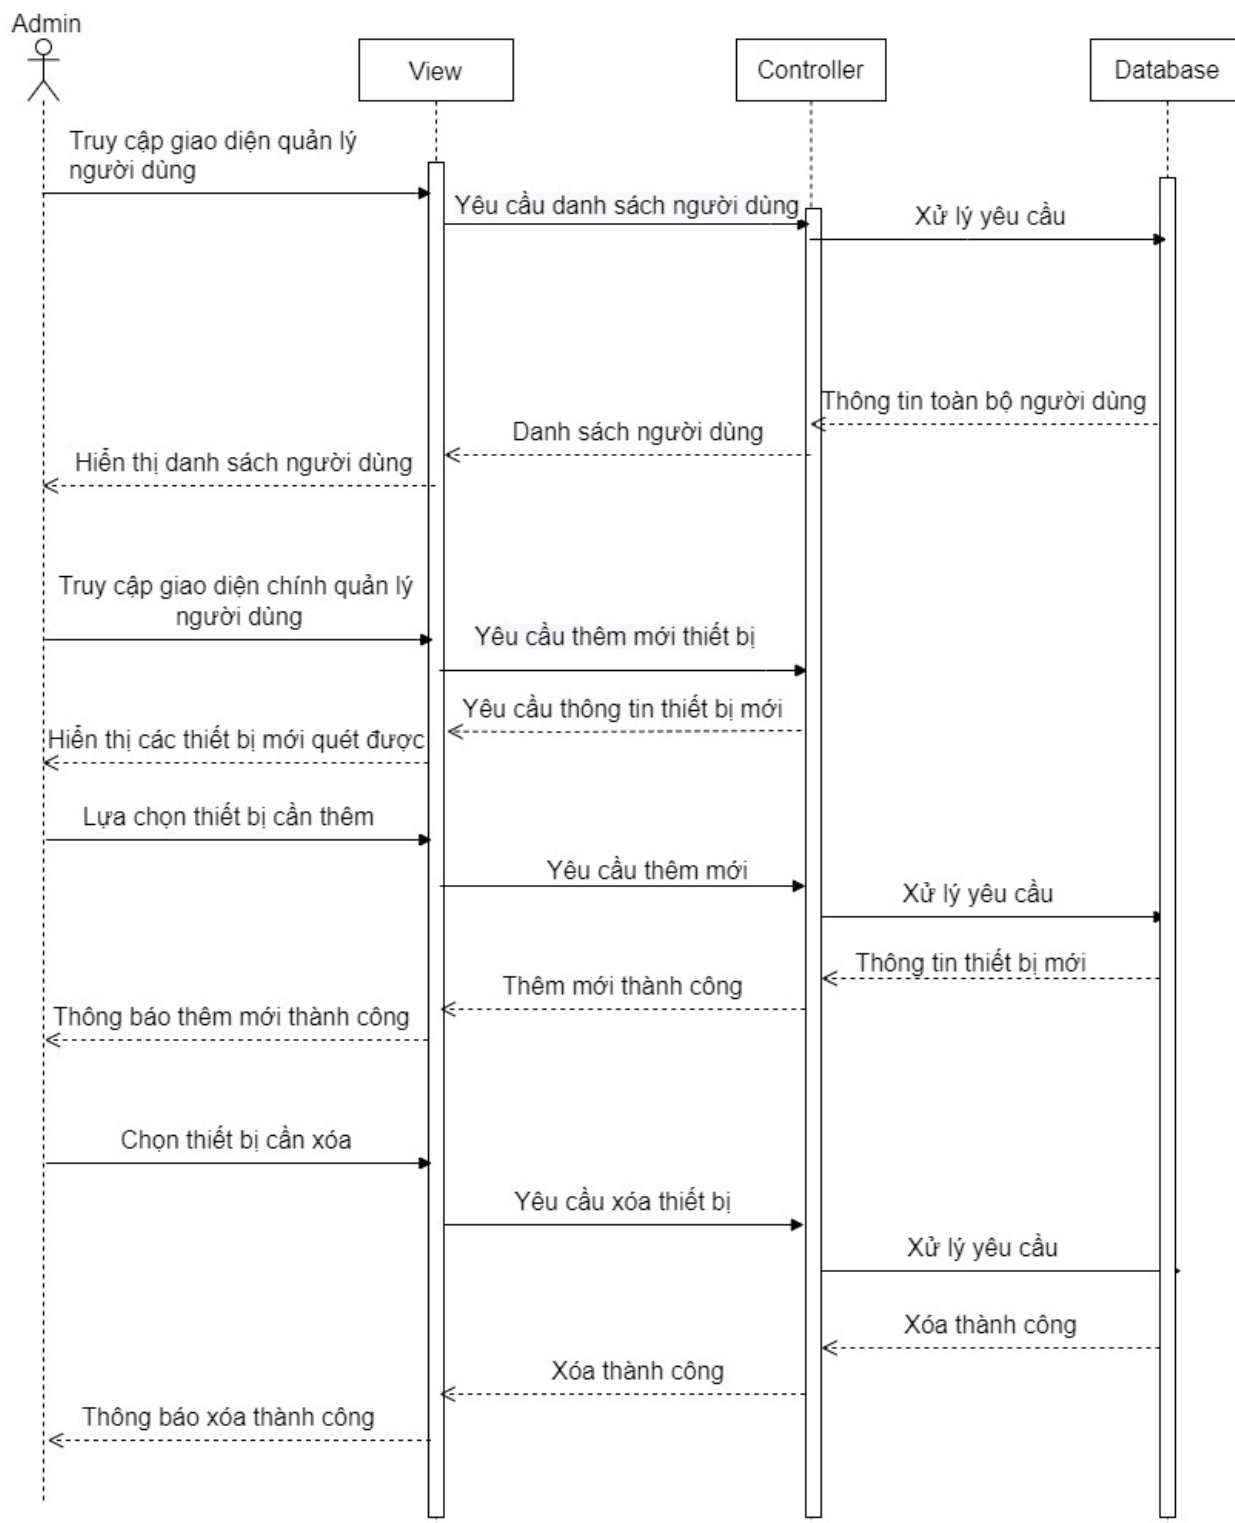 Admin
View
Controller
Database
Truy cập giao diện quản lý
người dùng
Yêu cầu danh sách người dùng
Xử lý yêu cầu
Thông tin toàn bộ người dùng
Danh sách người dùng
Hiển thị danh sách người dùng
Truy cập giao diện chính quản lý
người dùng
Yêu cầu thêm mới thiết bị
Yêu cầu thông tin thiết bị mới
Hiển thị các thiết bị mới quét được
Lựa chọn thiết bị cần thêm
Yêu cầu thêm mới
Xử lý yêu cầu
Thông tin thiết bị mới
Thêm mới thành công
Thông báo thêm mới thành công
Chọn thiết bị cần xóa
Yêu cầu xóa thiết bị
Xử lý yêu cầu
Xóa thành công
Xóa thành công
Thông báo xóa thành công